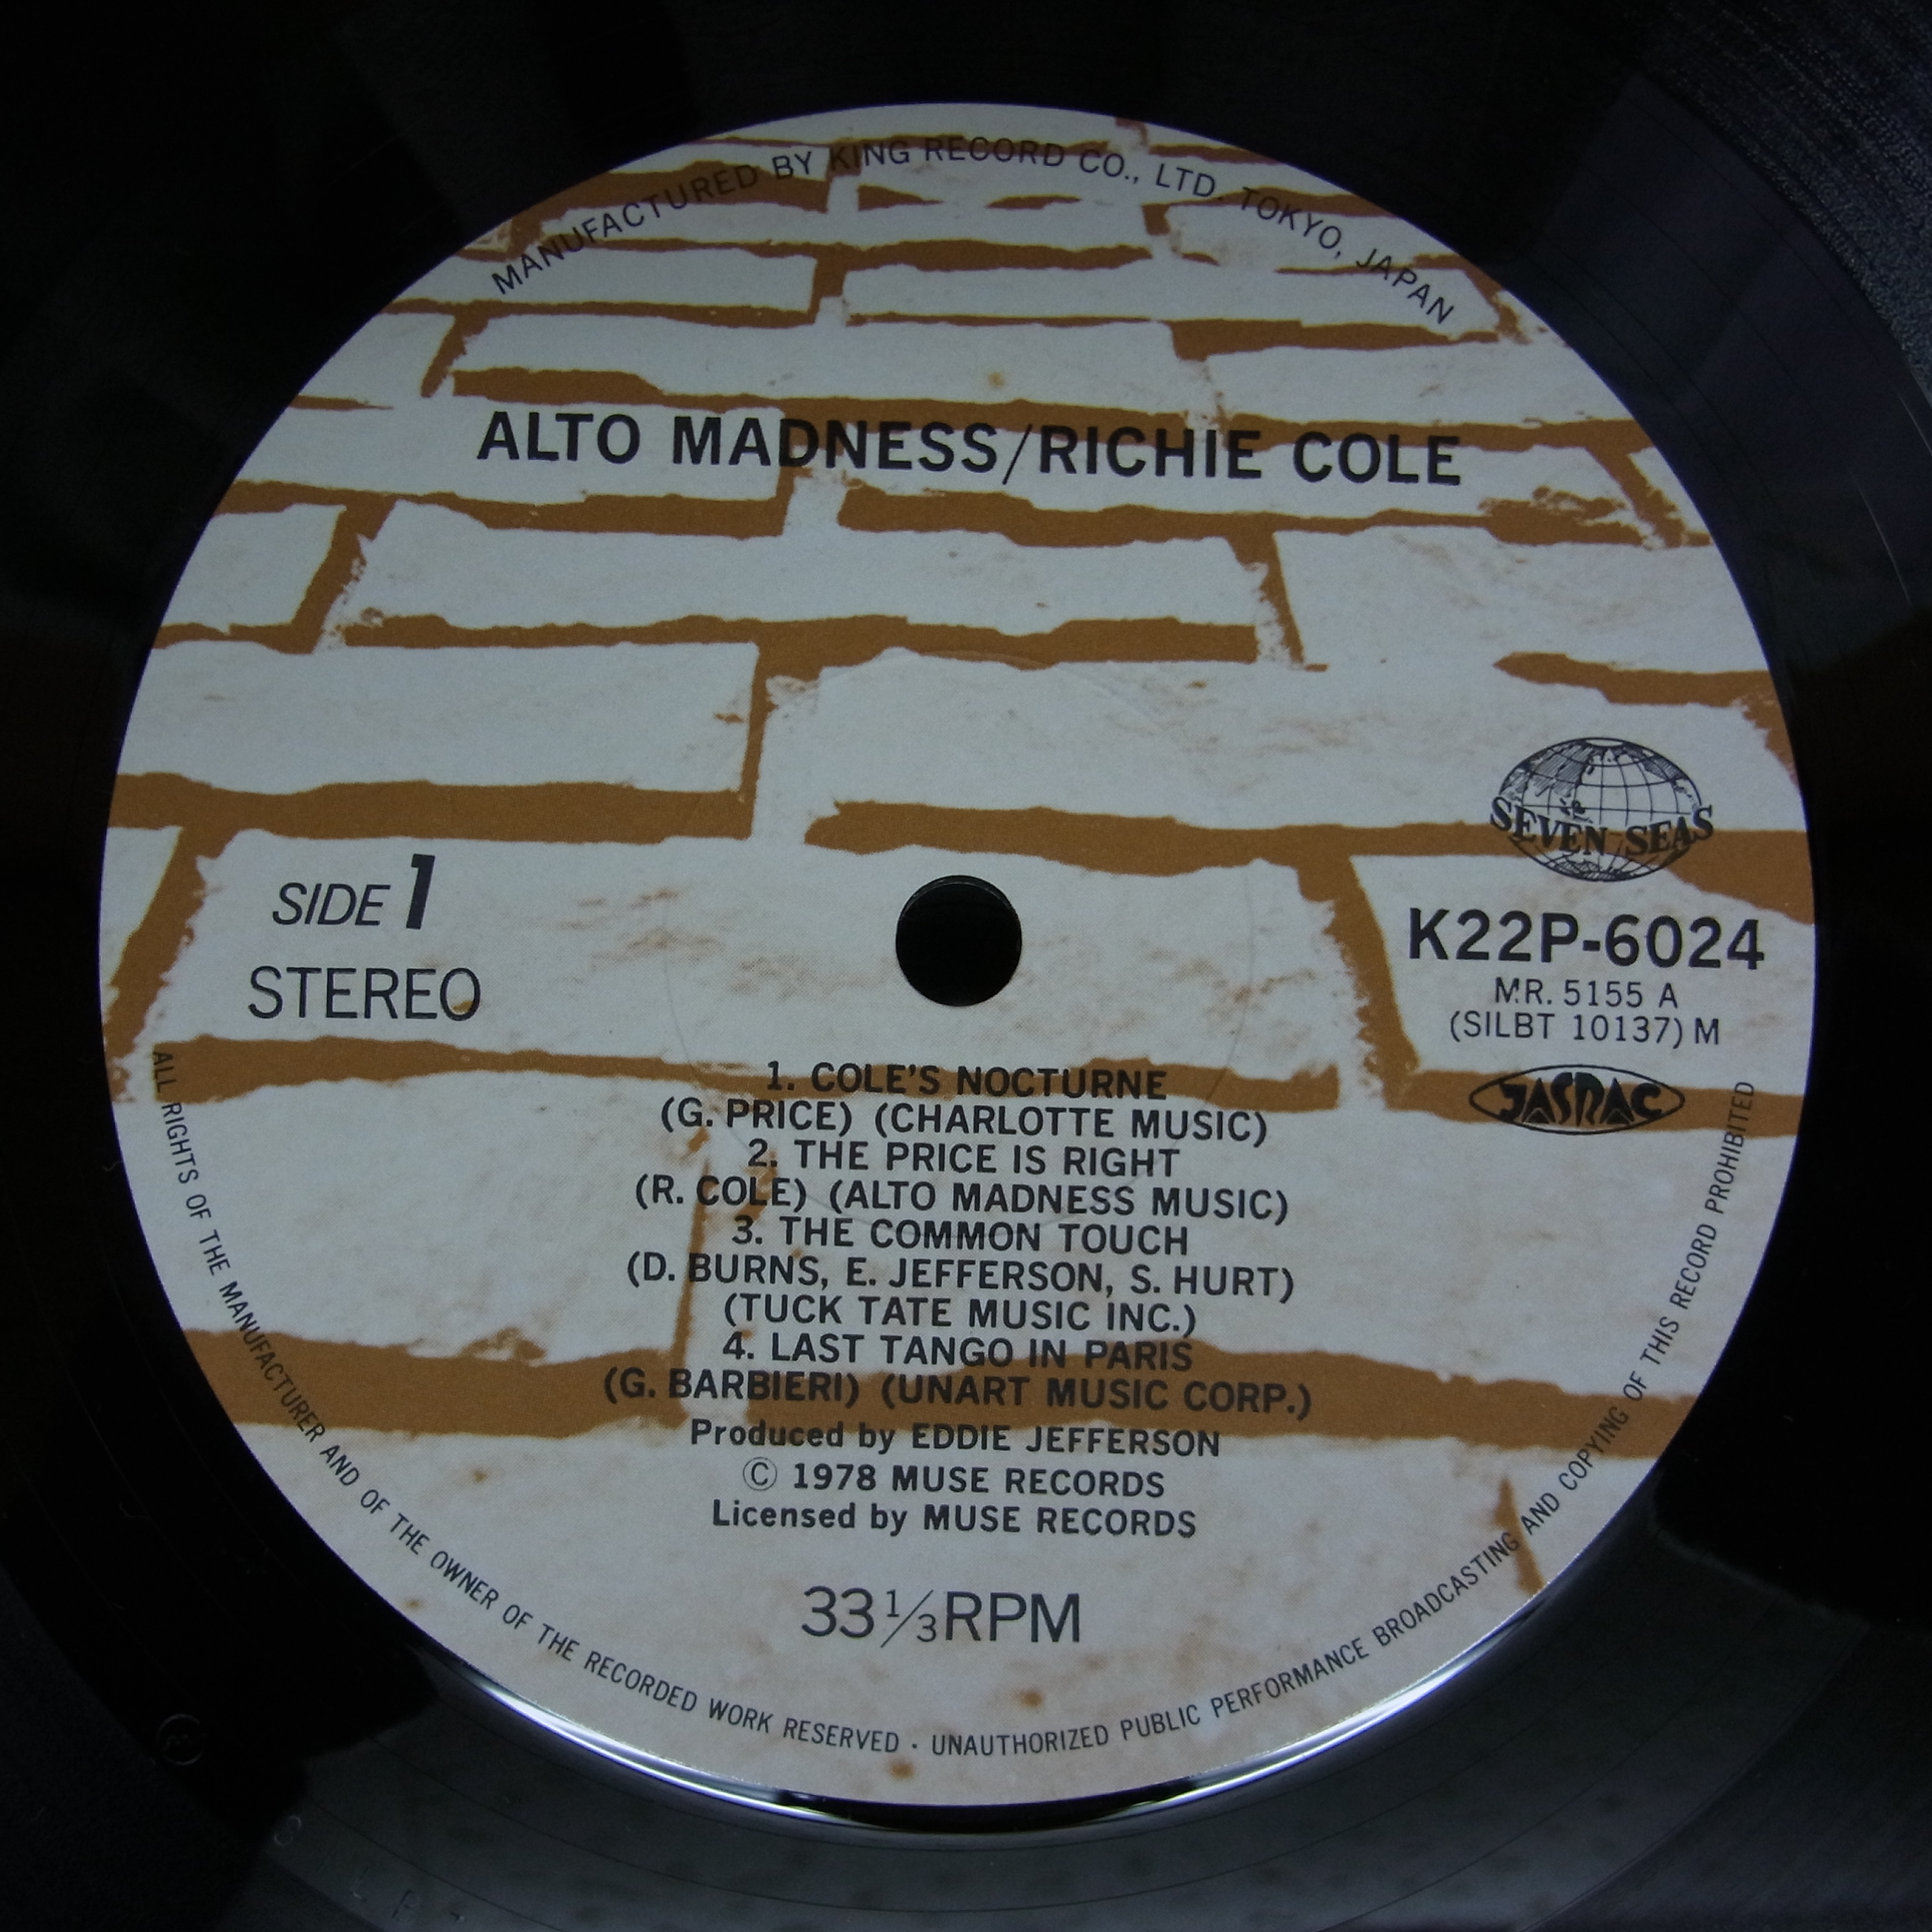 MANUFACTURED BY KING RECORD CO., LTD. TOKYO, JAPAN
ALTO MADNESS/RICHIE COLE
SEVEN SEAS
SIDE 1
STEREO
K22P-6024
M.R. 5155 A
(SILBT 10137) M
JASRAC
1. COLE'S NOCTURNE
(G. PRICE) (CHARLOTTE MUSIC)
2. THE PRICE IS RIGHT
(R. COLE) (ALTO MADNESS MUSIC)
3. THE COMMON TOUCH
(D. BURNS, E. JEFFERSON, S. HURT)
(TUCK TATE MUSIC INC.)
4. LAST TANGO IN PARIS
(G. BARBIERI) (UNART MUSIC CORP.)
Produced by EDDIE JEFFERSON
Ⓒ 1978 MUSE RECORDS
Licensed by MUSE RECORDS
33 1/3 RPM
ALL RIGHTS OF THE MANUFACTURER AND OF THE OWNER OF THE RECORDED WORK RESERVED · UNAUTHORIZED PUBLIC PERFORMANCE BROADCASTING AND COPYING OF THIS RECORD PROHIBITED